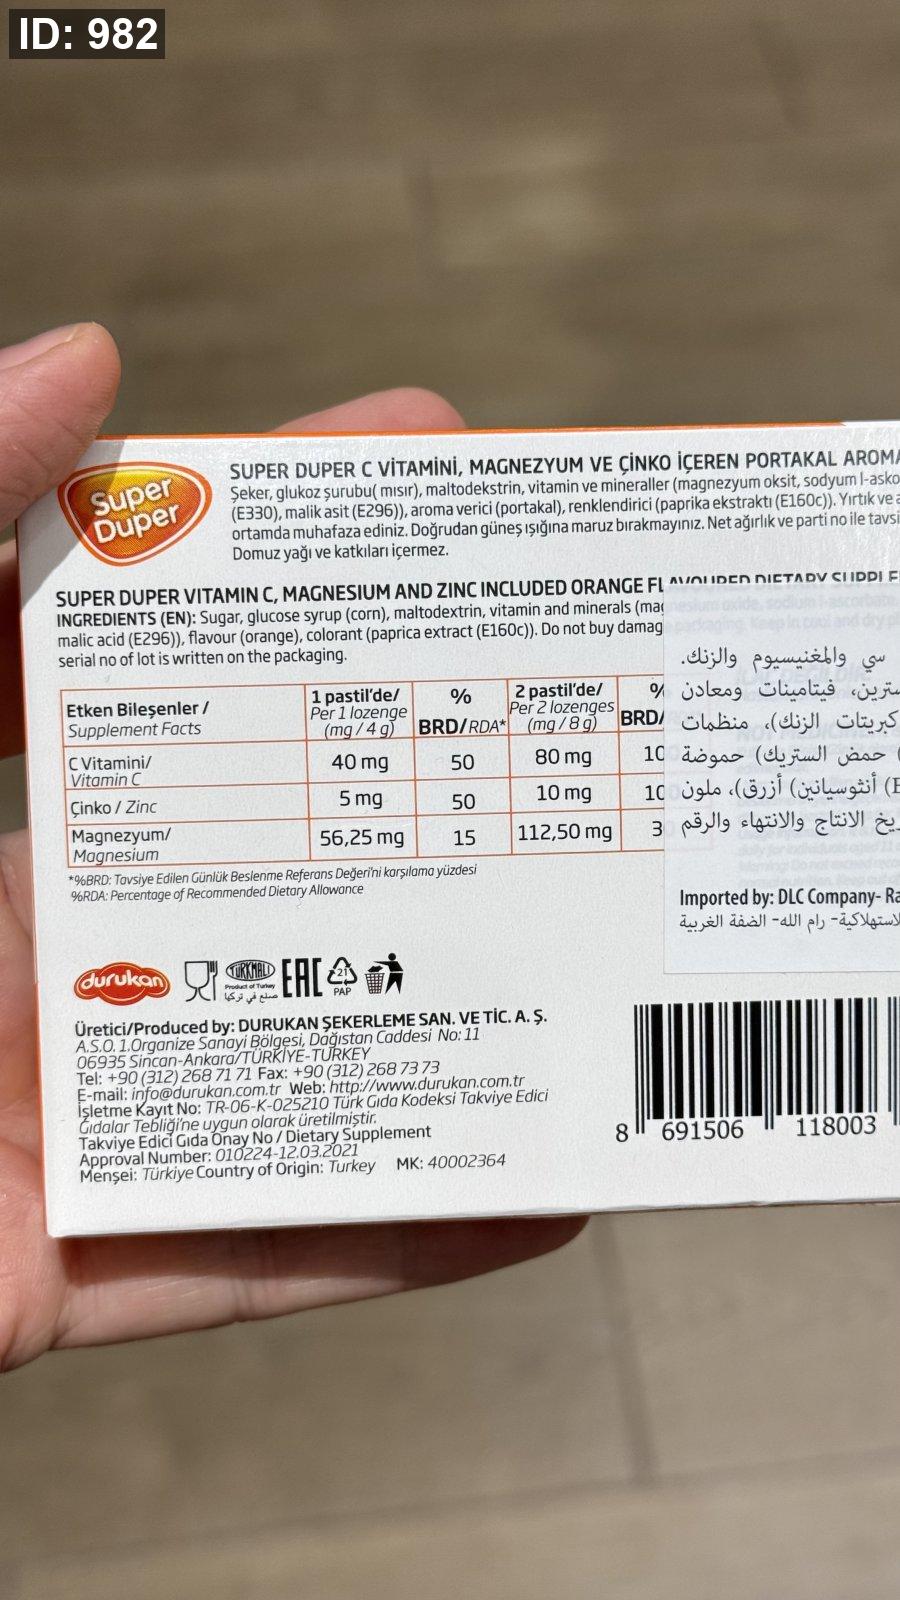 ID: 982
Super
Duper
SUPER DUPER C VİTAMİNİ, MAGNEZYUM VE ÇİNKO İÇEREN PORTAKAL
Şeker, glukoz şurubu( mısır), maltodekstrin, vitamin ve mineraller (magnezyum oksit, sodyum
(E330), malik asit (E296)), aroma verici (portakal), renklendirici (paprika ekstraktı (E160c)). Yırtık ve
ortamda muhafaza ediniz. Doğrudan güneş ışığına maruz bırakmayınız. Net ağırlık ve parti no ile
Domuz yağı ve katkıları içermez.
SUPER DUPER VITAMIN C, MAGNESIUM AND ZINC INCLUDED ORANGE FLAVOURED DIETARY
INGREDIENTS (EN): Sugar, glucose syrup (corn), maltodextrin, vitamin and minerals
malic acid (E296)), flavour (orange), colorant (paprica extract (E160c)). Do not buy
serial no of lot is written on the packaging.
Etken Bileşenler /
Supplement Facts
1 pastil'de/
Per 1 lozenge
(mg / 4 g)
%
BRD/RDA*
2 pastil'de/
Per 2 lozenges
(mg / 8 g)
%
BRD/
C Vitamini/
Vitamin C
40 mg
50
80 mg
Çinko / Zinc
5 mg
50
10 mg
Magnezyum/
Magnesium
56,25 mg
15
112,50 mg
*%BRD: Tavsiye Edilen Günlük Beslenme Referans Değeri'ni karşılama yüzdesi
%RDA: Percentage of Recommended Dietary Allowance
سي والمغنيسيوم والزنك.
فيتامينات ومعادن
كبريتات الزنك)، منظمات
حمض الستريك) حموضة
أنثوسيانين) أزرق)، ملون
الانتاج والانتهاء والرقم
Imported by: DLC Company-
رام الله- الضفة الغربية
durukan
TÜRKMALI
Product of Turkey
صنع في تركيا
EAC
21
PAP
Üretici/Produced by: DURUKAN ŞEKERLEME SAN. VE TİC. A. Ş.
A.S.O. 1.Organize Sanayi Bölgesi, Dağıstan Caddesi No: 11
06935 Sincan-Ankara/TÜRKİYE-TURKEY
Tel: +90 (312) 268 71 71 Fax: +90 (312) 268 73 73
E-mail: info@durukan.com.tr Web: http://www.durukan.com.tr
İşletme Kayıt No: TR-06-K-025210 Türk Gıda Kodeksi Takviye Edici
Gıdalar Tebliği'ne uygun olarak üretilmiştir.
Takviye Edici Gıda Onay No / Dietary Supplement
Approval Number: 010224-12.03.2021
Menşei: Türkiye Country of Origin: Turkey MK: 40002364
8 691506 118003